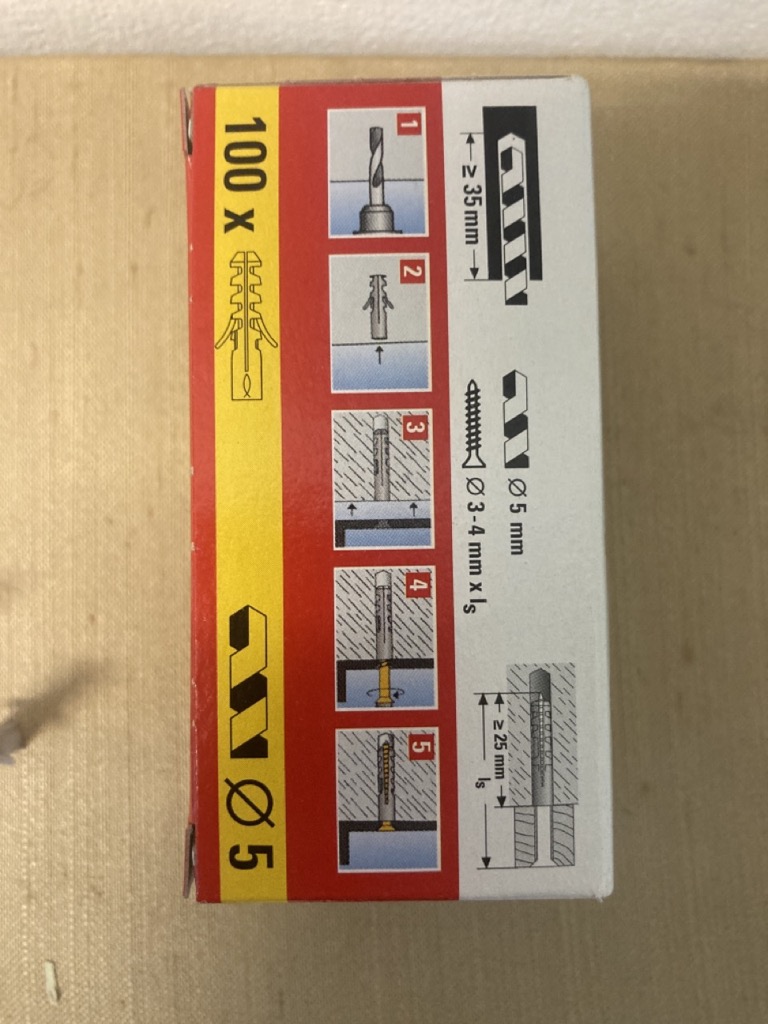 ≥ 35 mm
Ø 5 mm
Ø 3 - 4 mm x ls
≥ 25 mm
ls
1
2
3
4
5
100 x
Ø 5